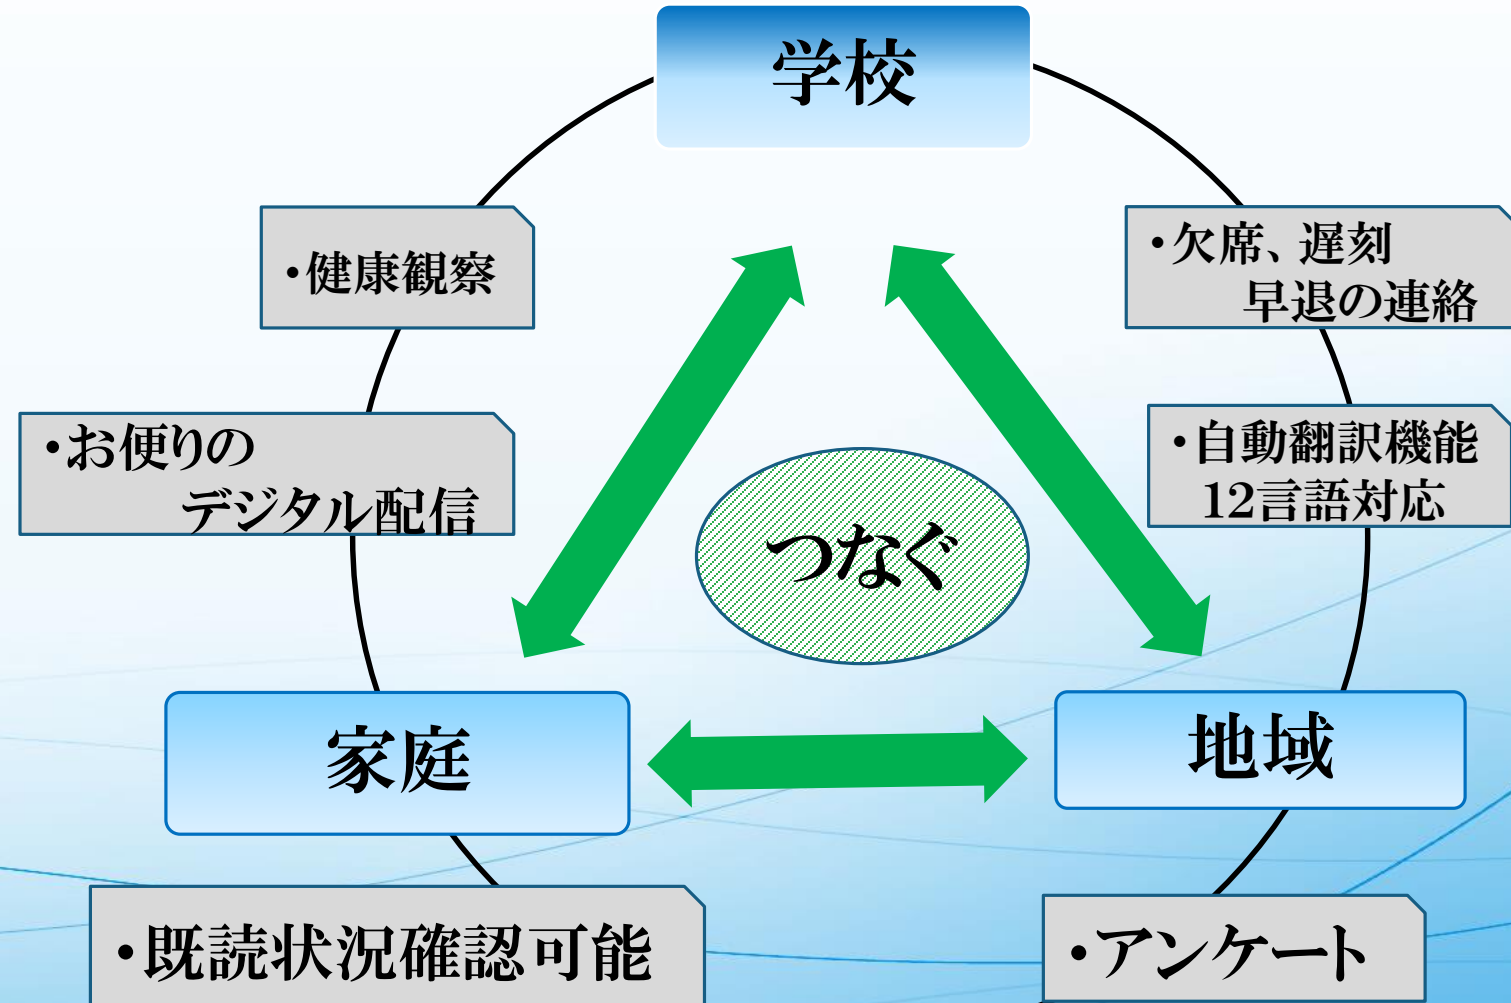 学校
・健康観察
・欠席、遅刻
早退の連絡
・お便りの
デジタル配信
・自動翻訳機能
12言語対応
つなぐ
家庭
地域
・既読状況確認可能
・アンケート